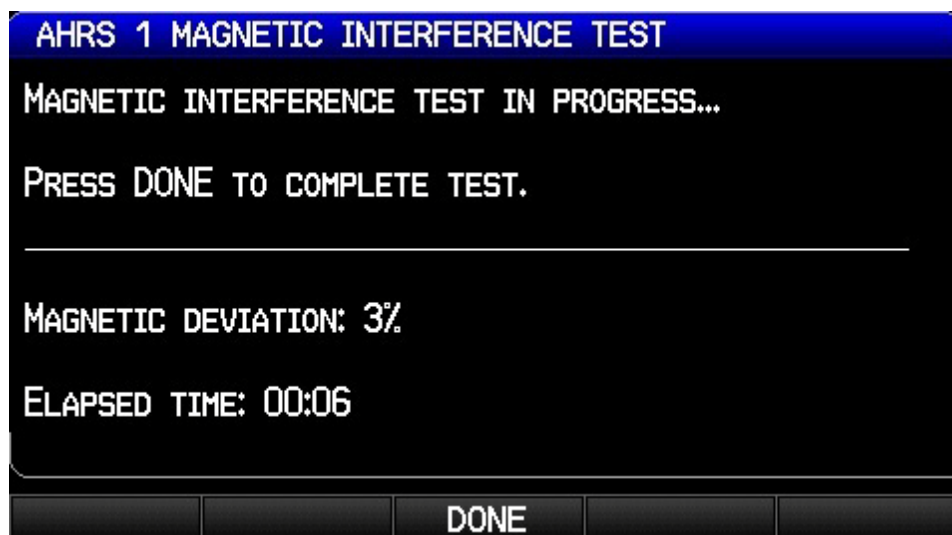 AHRS 1 MAGNETIC INTERFERENCE TEST
MAGNETIC INTERFERENCE TEST IN PROGRESS...
PRESS DONE TO COMPLETE TEST.
MAGNETIC DEVIATION: 3%
ELAPSED TIME: 00:06
DONE